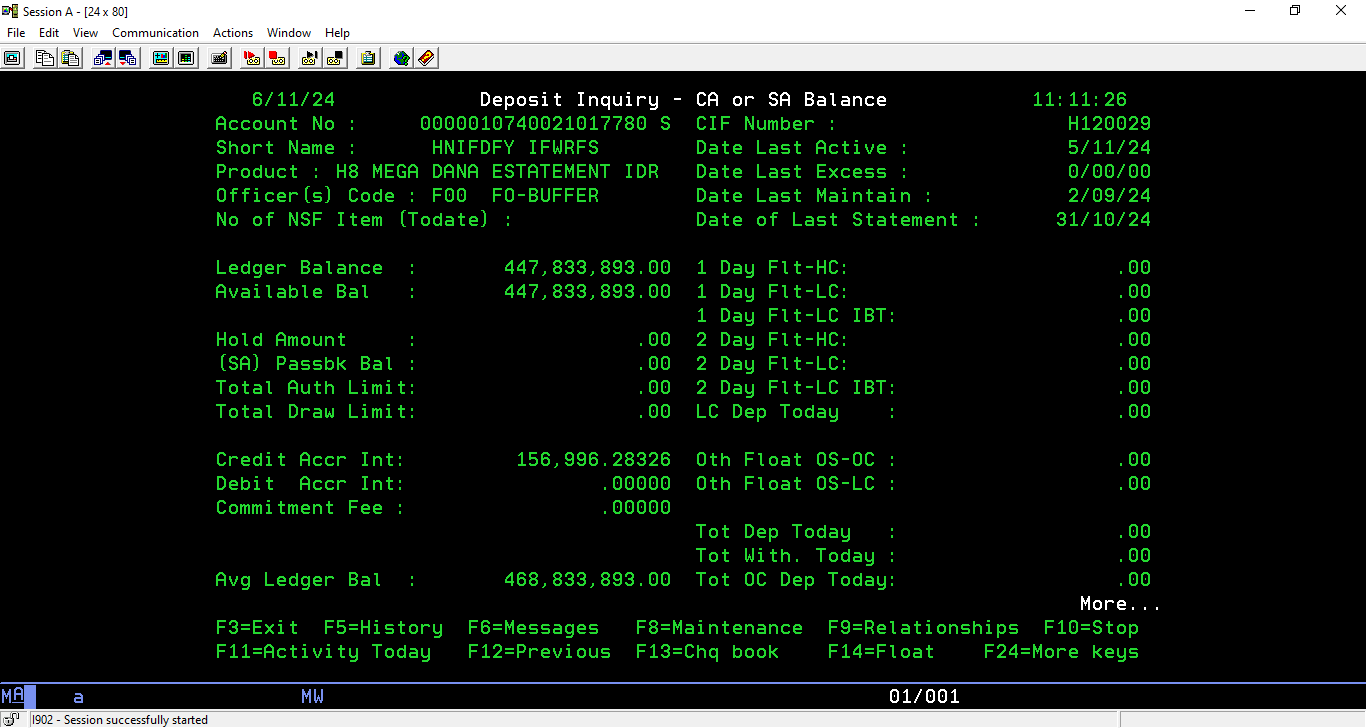 Session A - [24 x 80]
File Edit View Communication Actions Window Help
6/11/24 Deposit Inquiry - CA or SA Balance 11:11:26
Account No : 0000010740021017780 S CIF Number : H120029
Short Name : HNIFDFY IFWRFS Date Last Active : 5/11/24
Product : H8 MEGA DANA ESTATEMENT IDR Date Last Excess : 0/00/00
Officer(s) Code : F00 FO-BUFFER Date Last Maintain : 2/09/24
No of NSF Item (Todate) : Date of Last Statement : 31/10/24
Ledger Balance : 447,833,893.00 1 Day Flt-HC: .00
Available Bal : 447,833,893.00 1 Day Flt-LC: .00
1 Day Flt-LC IBT: .00
Hold Amount : .00 2 Day Flt-HC: .00
(SA) Passbk Bal : .00 2 Day Flt-LC: .00
Total Auth Limit: .00 2 Day Flt-LC IBT: .00
Total Draw Limit: .00 LC Dep Today : .00
Credit Accr Int: 156,996.28326 Oth Float OS-OC : .00
Debit Accr Int: .00000 Oth Float OS-LC : .00
Commitment Fee : .00000
Tot Dep Today : .00
Tot With. Today : .00
Avg Ledger Bal : 468,833,893.00 Tot OC Dep Today: .00
More...
F3=Exit F5=History F6=Messages F8=Maintenance F9=Relationships F10=Stop
F11=Activity Today F12=Previous F13=Chq book F14=Float F24=More keys
MA a MW 01/001
I902 - Session successfully started